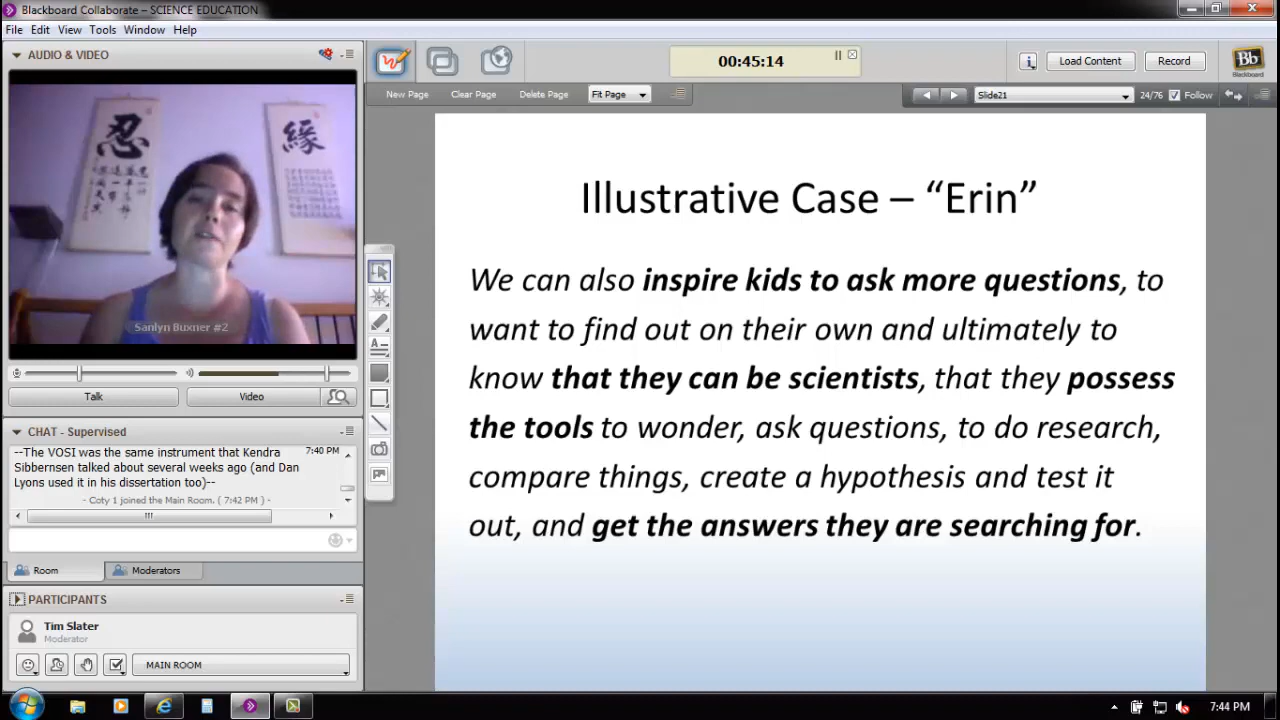 Blackboard Collaborate – SCIENCE EDUCATION
File Edit View Tools Window Help
AUDIO & VIDEO
忍
緣
Sanlyn Buxner #2
Talk
Video
CHAT - Supervised
--The VOSI was the same instrument that Kendra
7:40 PM
Sibbernsen talked about several weeks ago (and Dan
Lyons used it in his dissertation too)--
- Coty 1 joined the Main Room. ( 7:42 PM ) -
Room
Moderators
PARTICIPANTS
Tim Slater
Moderator
MAIN ROOM
00:45:14
Load Content
Record
Bb
Blackboard
New Page Clear Page Delete Page Fit Page
Slide21
24/76
Follow
Illustrative Case – “Erin”
We can also inspire kids to ask more questions, to
want to find out on their own and ultimately to
know that they can be scientists, that they possess
the tools to wonder, ask questions, to do research,
compare things, create a hypothesis and test it
out, and get the answers they are searching for.
7:44 PM